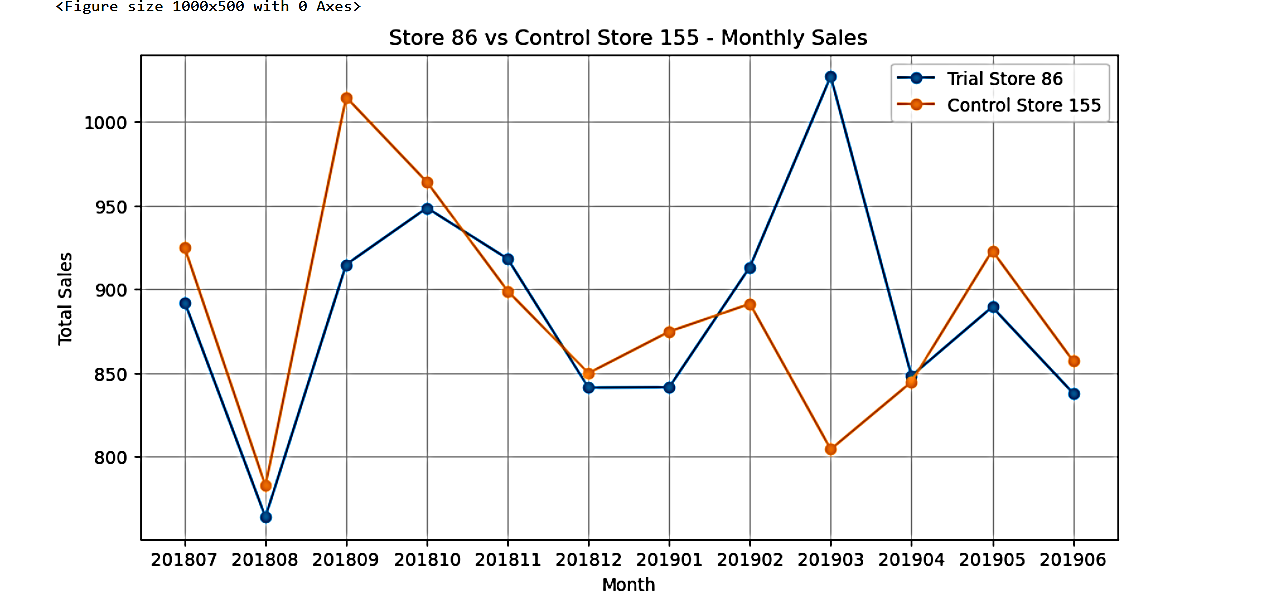 <Figure size 1000x500 with 0 Axes>
Store 86 vs Control Store 155 - Monthly Sales
Trial Store 86
Control Store 155
Total Sales
1000
950
900
850
800
201807 201808 201809 201810 201811 201812 201901 201902 201903 201904 201905 201906
Month